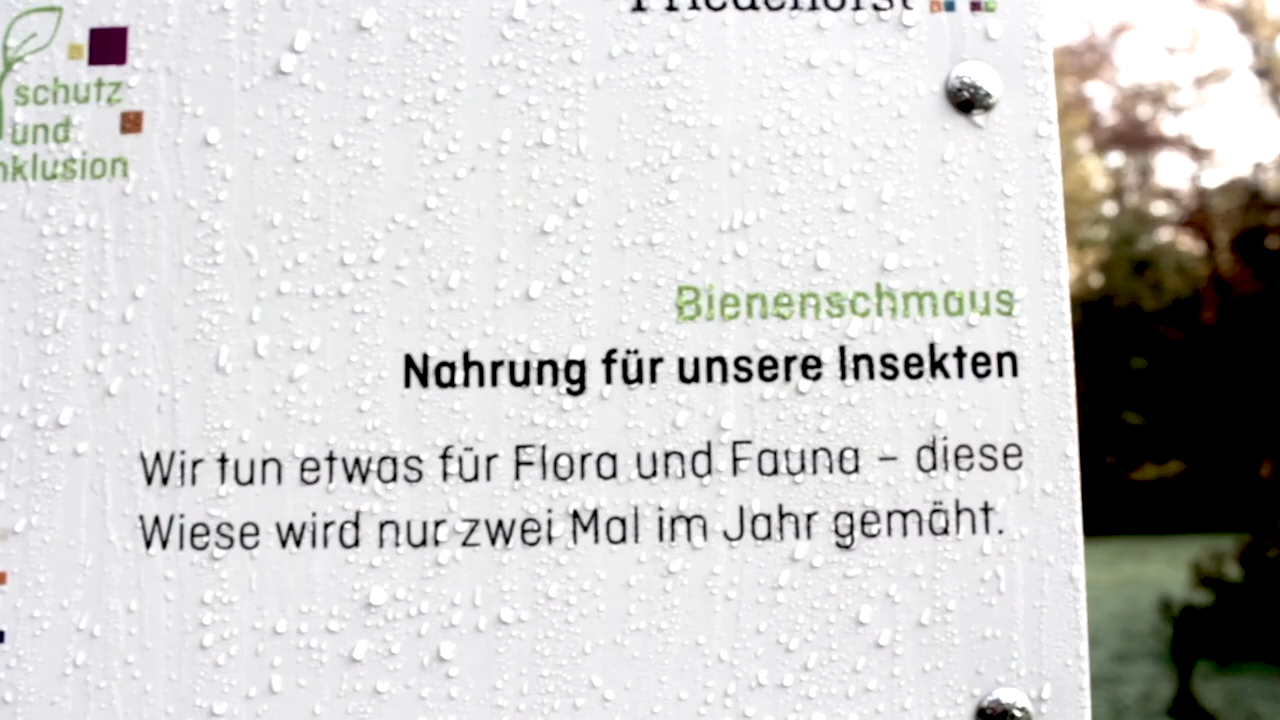 Friedehorst
schutz
und
nklusion
Bienenschmaus
Nahrung für unsere Insekten
Wir tun etwas für Flora und Fauna – diese
Wiese wird nur zwei Mal im Jahr gemäht.